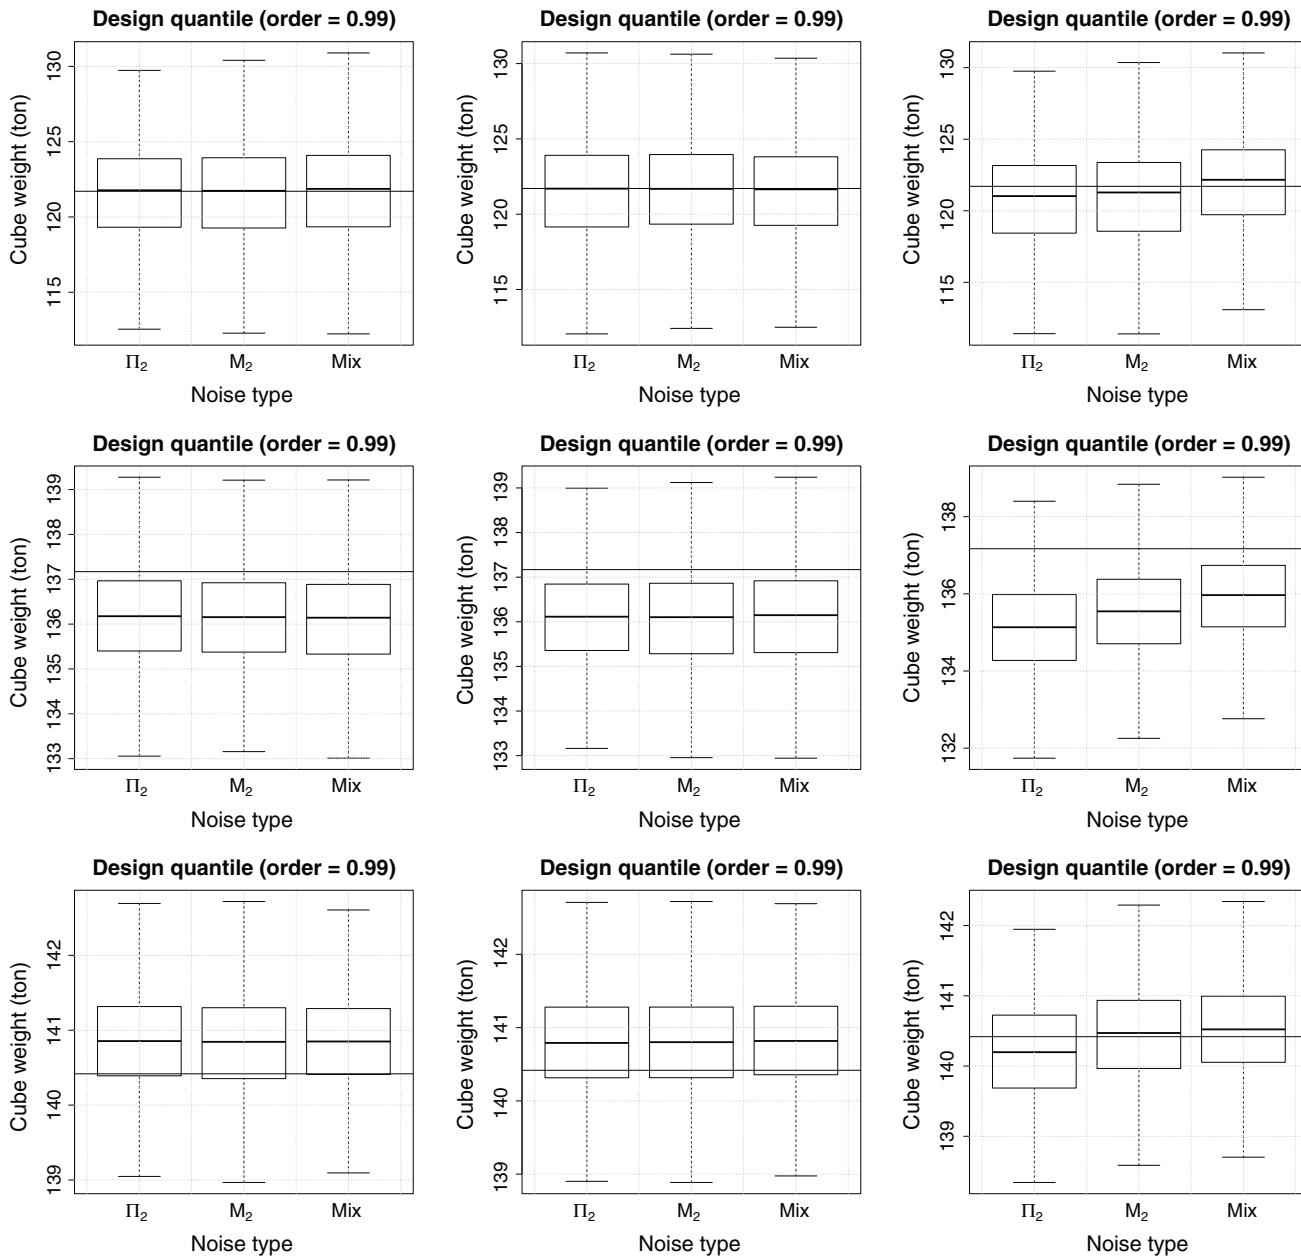 Design quantile (order = 0.99)
Cube weight (ton)
130
125
120
115
Π2 M2 Mix
Noise type
Design quantile (order = 0.99)
Cube weight (ton)
130
125
120
115
Π2 M2 Mix
Noise type
Design quantile (order = 0.99)
Cube weight (ton)
130
125
120
115
Π2 M2 Mix
Noise type
Design quantile (order = 0.99)
Cube weight (ton)
139
138
137
136
135
134
133
Π2 M2 Mix
Noise type
Design quantile (order = 0.99)
Cube weight (ton)
139
138
137
136
135
134
133
Π2 M2 Mix
Noise type
Design quantile (order = 0.99)
Cube weight (ton)
138
136
134
132
Π2 M2 Mix
Noise type
Design quantile (order = 0.99)
Cube weight (ton)
142
141
140
139
Π2 M2 Mix
Noise type
Design quantile (order = 0.99)
Cube weight (ton)
142
141
140
139
Π2 M2 Mix
Noise type
Design quantile (order = 0.99)
Cube weight (ton)
142
141
140
139
Π2 M2 Mix
Noise type